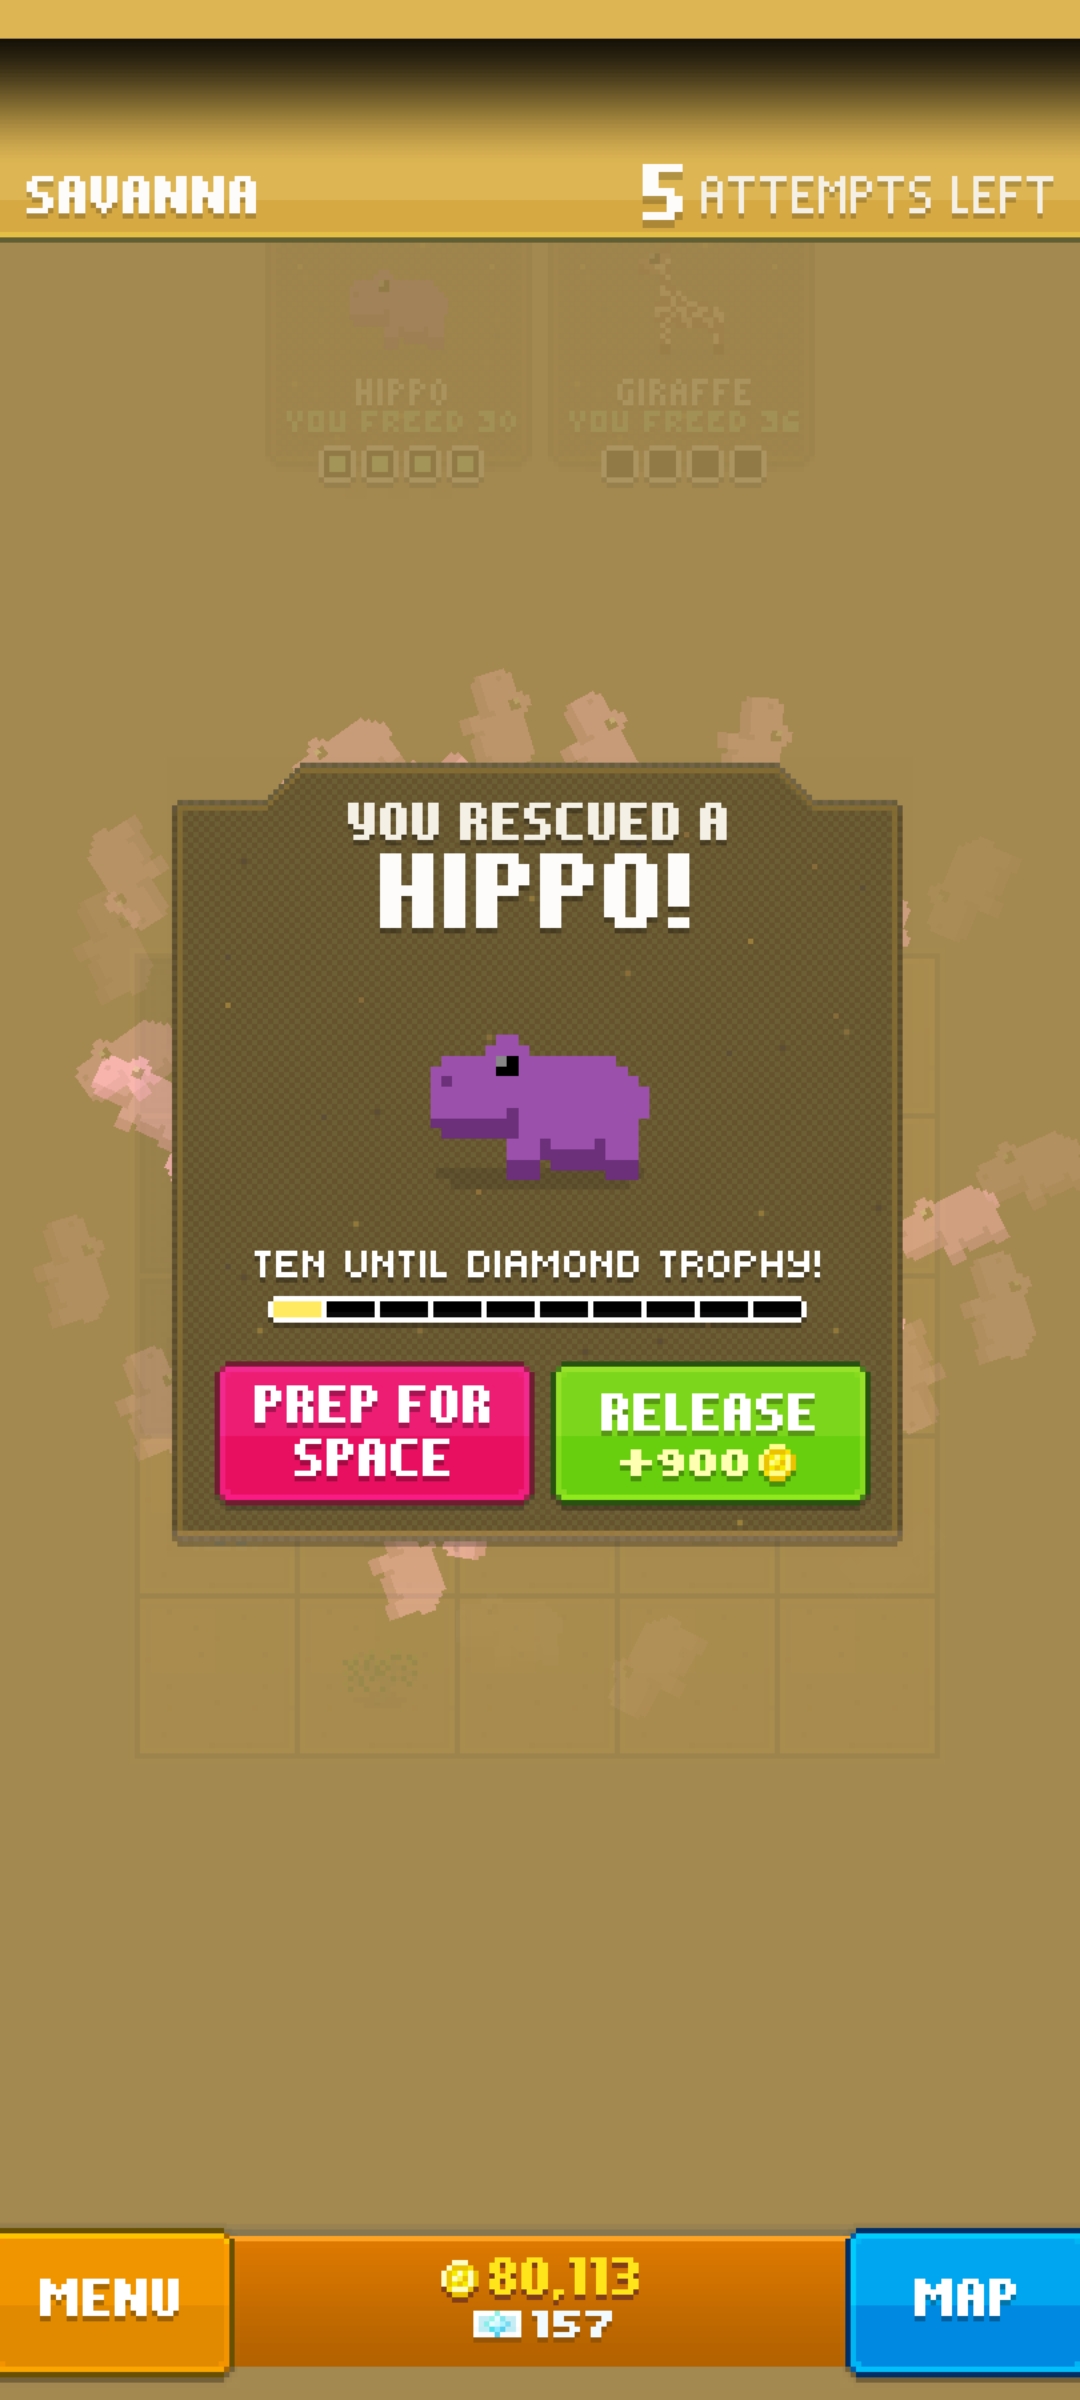 SAVANNA
5 ATTEMPTS LEFT
HIPPO
YOU FREED 30
GIRAFFE
YOU FREED 36
YOU RESCUED A
HIPPO!
TEN UNTIL DIAMOND TROPHY!
PREP FOR
SPACE
RELEASE
+900
MENU
80,113
157
MAP